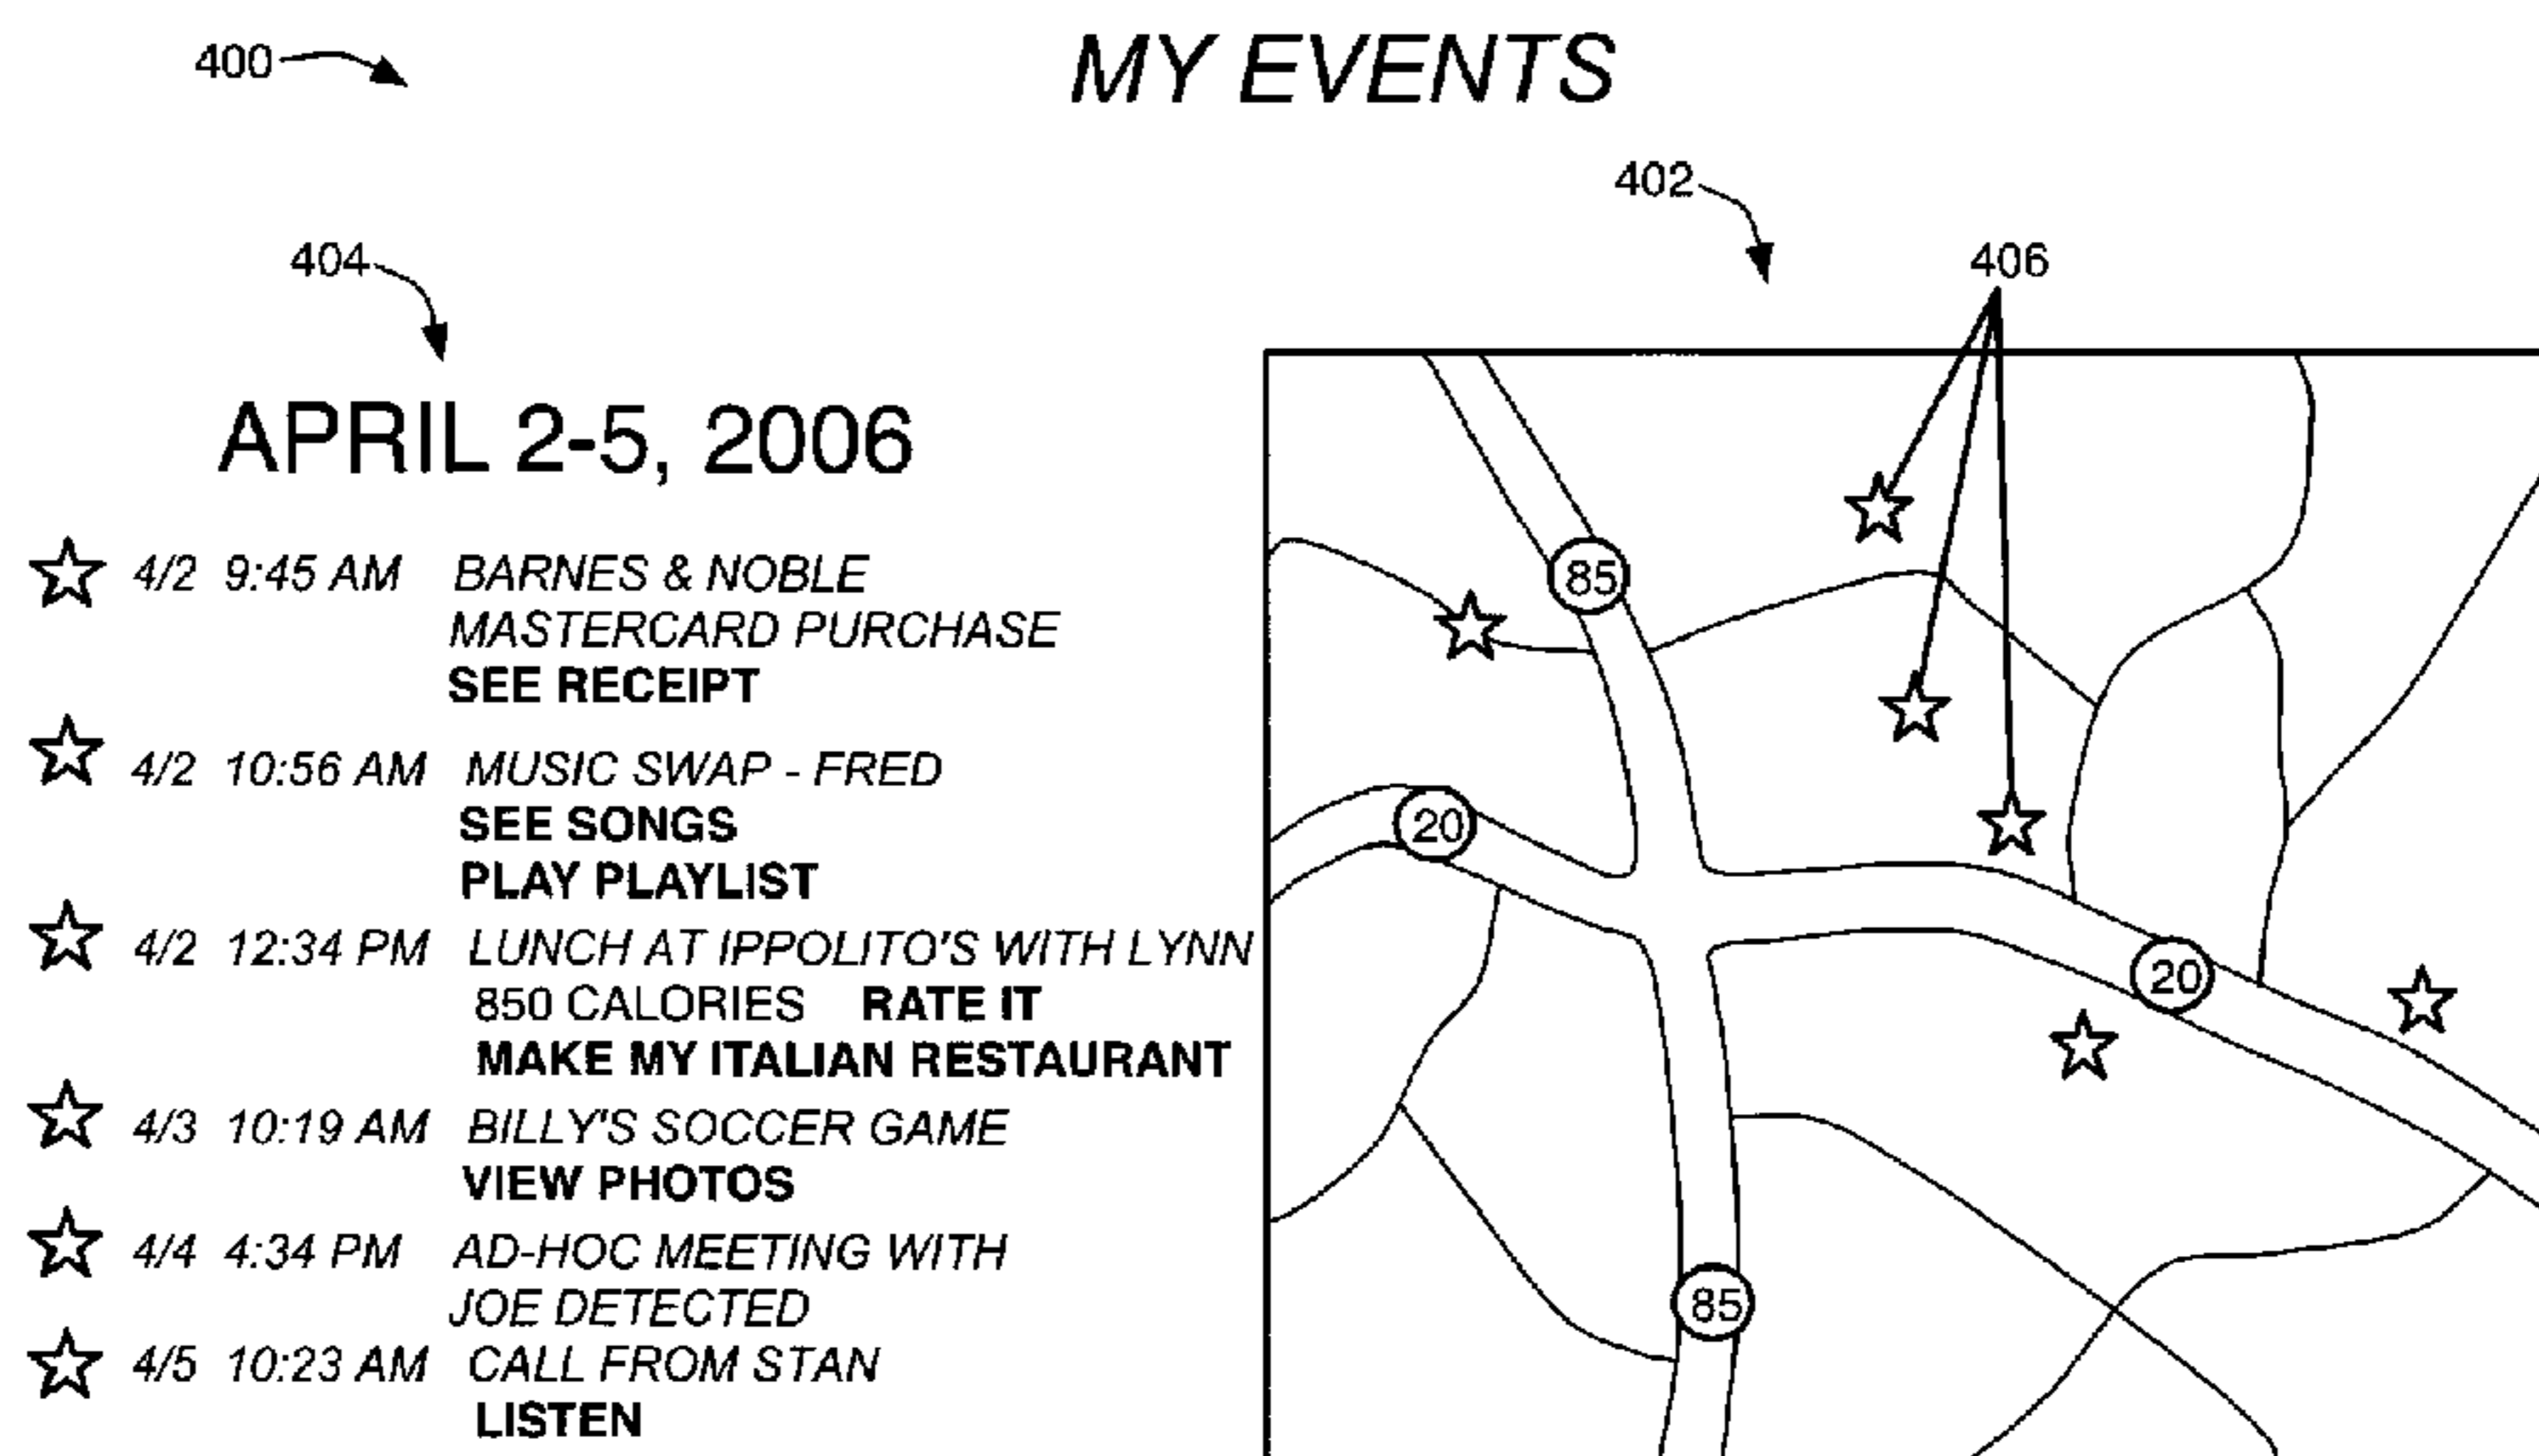 400
MY EVENTS
402
404
406
APRIL 2-5, 2006
4/2 9:45 AM BARNES & NOBLE
MASTERCARD PURCHASE
SEE RECEIPT
4/2 10:56 AM MUSIC SWAP - FRED
SEE SONGS
PLAY PLAYLIST
4/2 12:34 PM LUNCH AT IPPOLITO'S WITH LYNN
850 CALORIES RATE IT
MAKE MY ITALIAN RESTAURANT
4/3 10:19 AM BILLY'S SOCCER GAME
VIEW PHOTOS
4/4 4:34 PM AD-HOC MEETING WITH
JOE DETECTED
4/5 10:23 AM CALL FROM STAN
LISTEN
85
20
20
85